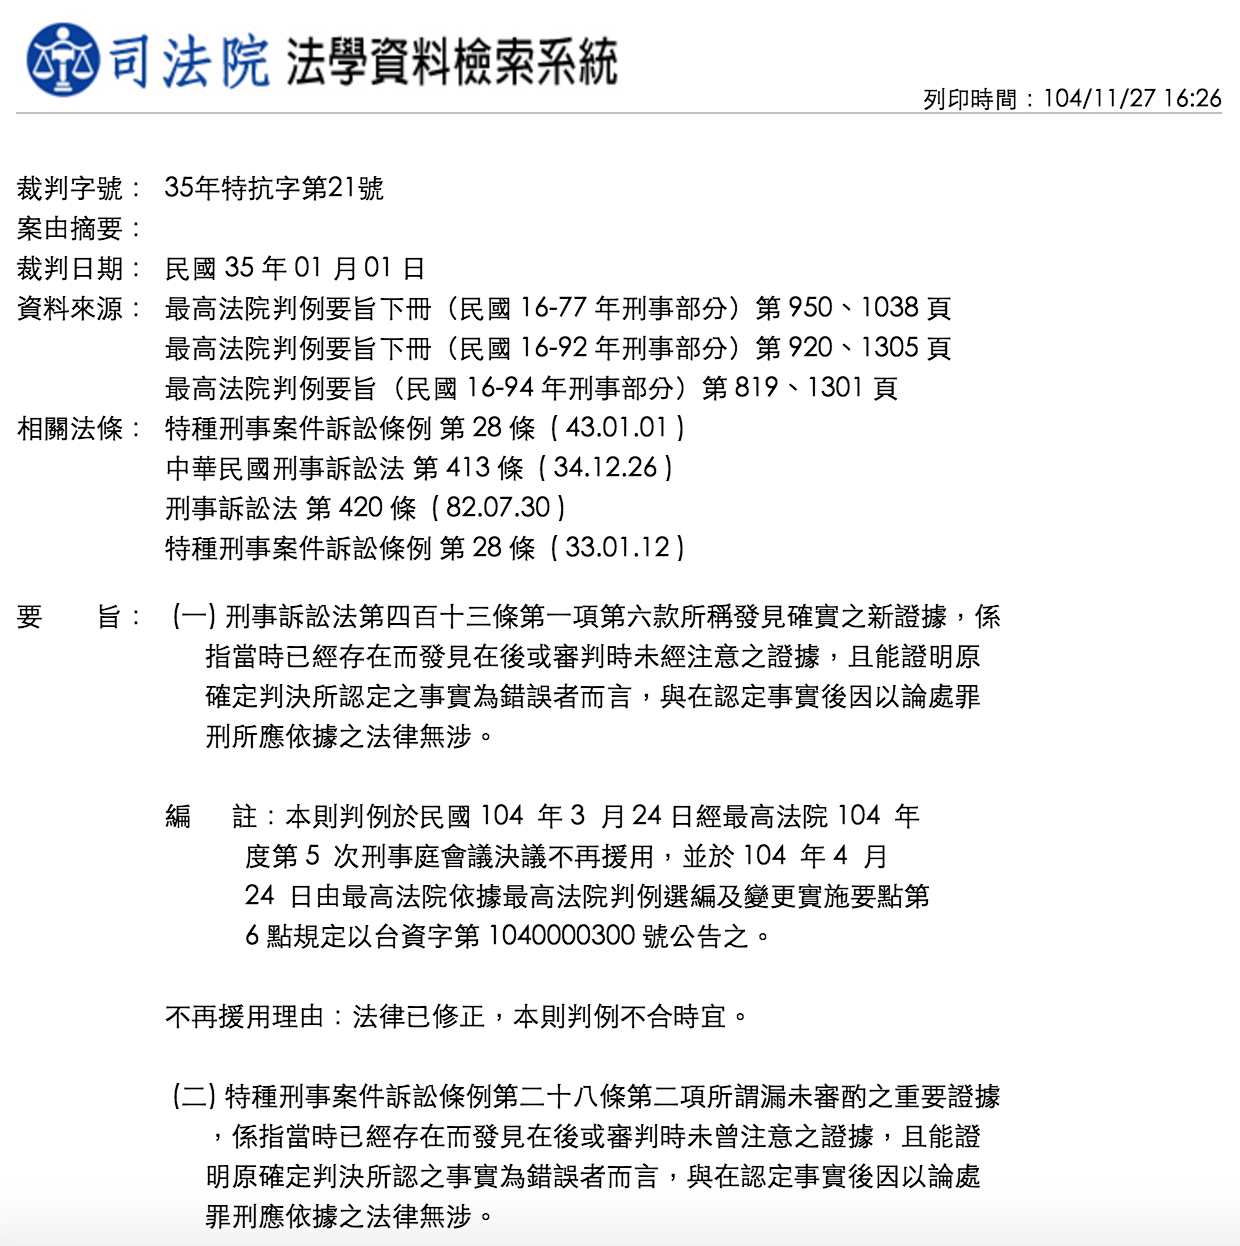 司法院 法學資料檢索系統
列印時間：104/11/27 16:26
裁判字號： 35年特抗字第21號
案由摘要：
裁判日期： 民國 35 年 01 月 01 日
資料來源： 最高法院判例要旨下冊（民國 16-77 年刑事部分）第 950、1038 頁
最高法院判例要旨下冊（民國 16-92 年刑事部分）第 920、1305 頁
最高法院判例要旨（民國 16-94 年刑事部分）第 819、1301 頁
相關法條： 特種刑事案件訴訟條例 第 28 條 ( 43.01.01 )
中華民國刑事訴訟法 第 413 條 ( 34.12.26 )
刑事訴訟法 第 420 條 ( 82.07.30 )
特種刑事案件訴訟條例 第 28 條 ( 33.01.12 )
要　　旨： (一) 刑事訴訟法第四百十三條第一項第六款所稱發見確實之新證據，係
指當時已經存在而發見在後或審判時未經注意之證據，且能證明原
確定判決所認定之事實為錯誤者而言，與在認定事實後因以論處罪
刑所應依據之法律無涉。
編　註：本則判例於民國 104 年 3 月 24 日經最高法院 104 年
度第 5 次刑事庭會議決議不再援用，並於 104 年 4 月
24 日由最高法院依據最高法院判例選編及變更實施要點第
6 點規定以台資字第 1040000300 號公告之。
不再援用理由：法律已修正，本則判例不合時宜。
(二) 特種刑事案件訴訟條例第二十八條第二項所謂漏未審酌之重要證據
，係指當時已經存在而發見在後或審判時未曾注意之證據，且能證
明原確定判決所認之事實為錯誤者而言，與在認定事實後因以論處
罪刑應依據之法律無涉。